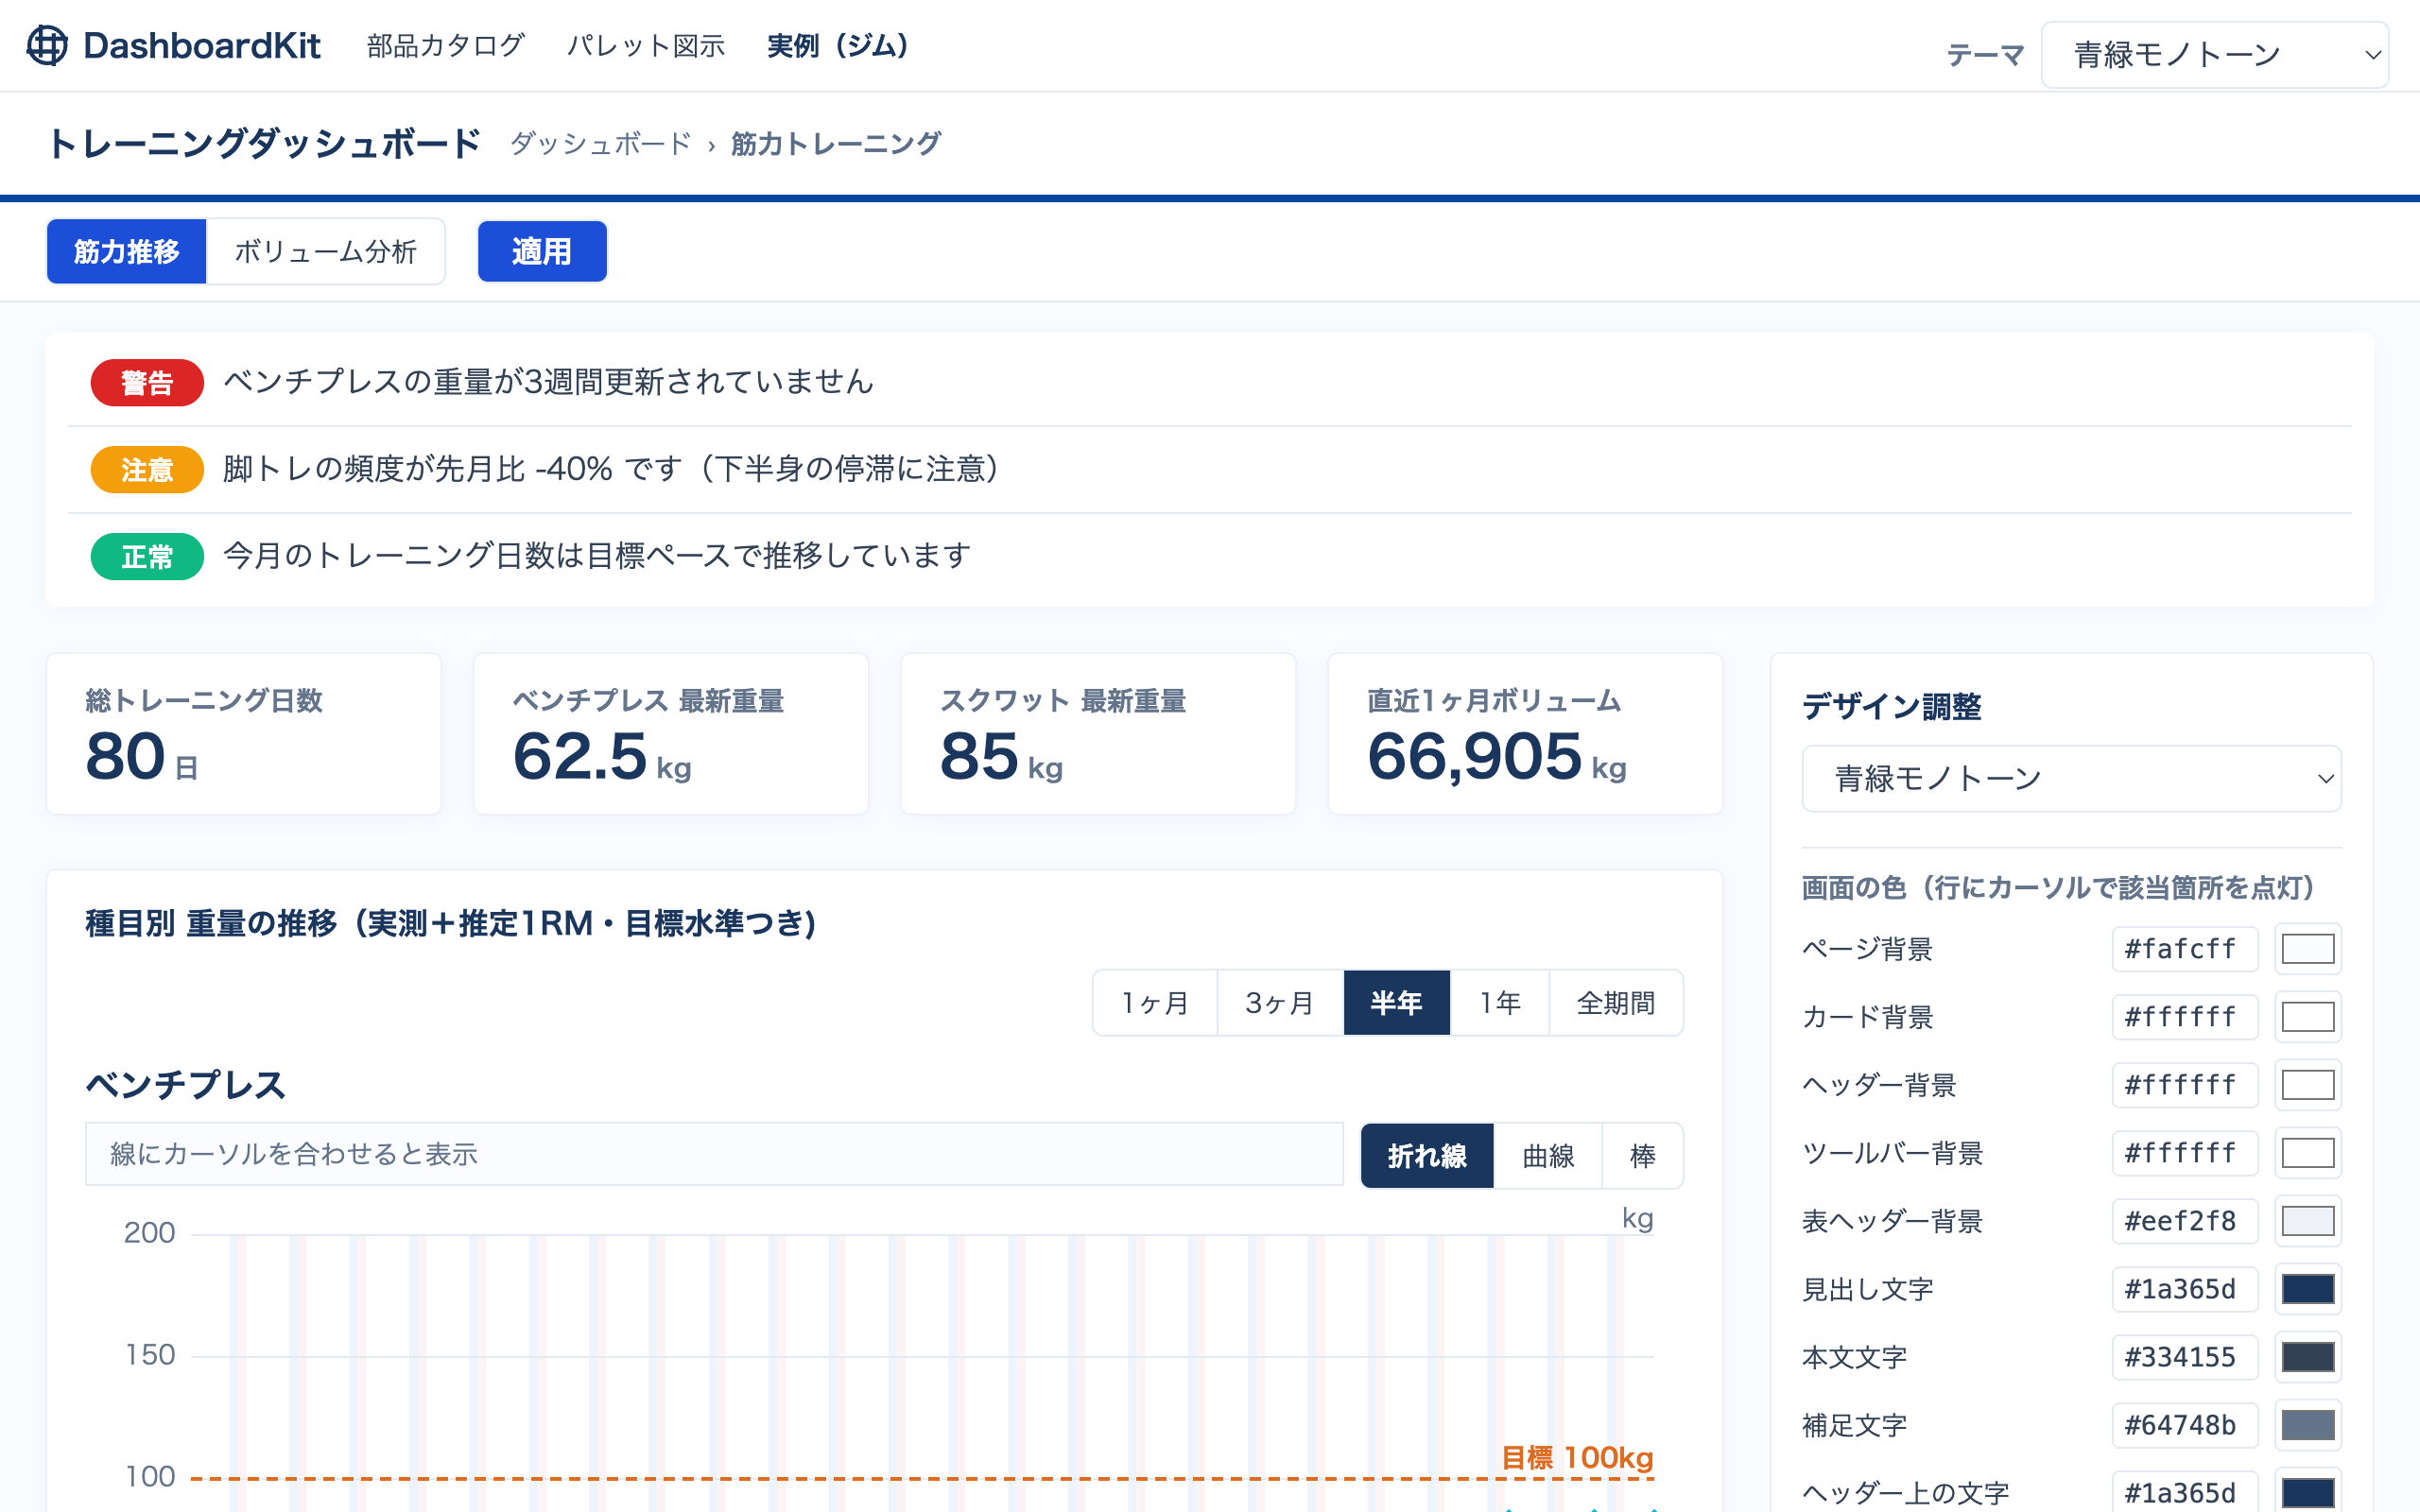 DashboardKit 部品カタログ パレット図示 実例（ジム） テーマ 青緑モノトーン
トレーニングダッシュボード ダッシュボード › 筋力トレーニング
筋力推移 ボリューム分析 適用
警告 ベンチプレスの重量が3週間更新されていません
注意 脚トレの頻度が先月比 -40% です（下半身の停滞に注意）
正常 今月のトレーニング日数は目標ペースで推移しています
総トレーニング日数
80 日
ベンチプレス 最新重量
62.5 kg
スクワット 最新重量
85 kg
直近1ヶ月ボリューム
66,905 kg
種目別 重量の推移（実測＋推定1RM・目標水準つき）
1ヶ月 3ヶ月 半年 1年 全期間
ベンチプレス
線にカーソルを合わせると表示 折れ線 曲線 棒
kg
200
150
目標 100kg
100
デザイン調整
青緑モノトーン
画面の色（行にカーソルで該当箇所を点灯）
ページ背景 #fafcff
カード背景 #ffffff
ヘッダー背景 #ffffff
ツールバー背景 #ffffff
表ヘッダー背景 #eef2f8
見出し文字 #1a365d
本文文字 #334155
補足文字 #64748b
ヘッダー上の文字 #1a365d